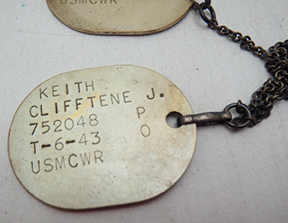 USMCWR
KEITH
CLIFFTENE J.
752048 P
T-6-43 O
USMCWR